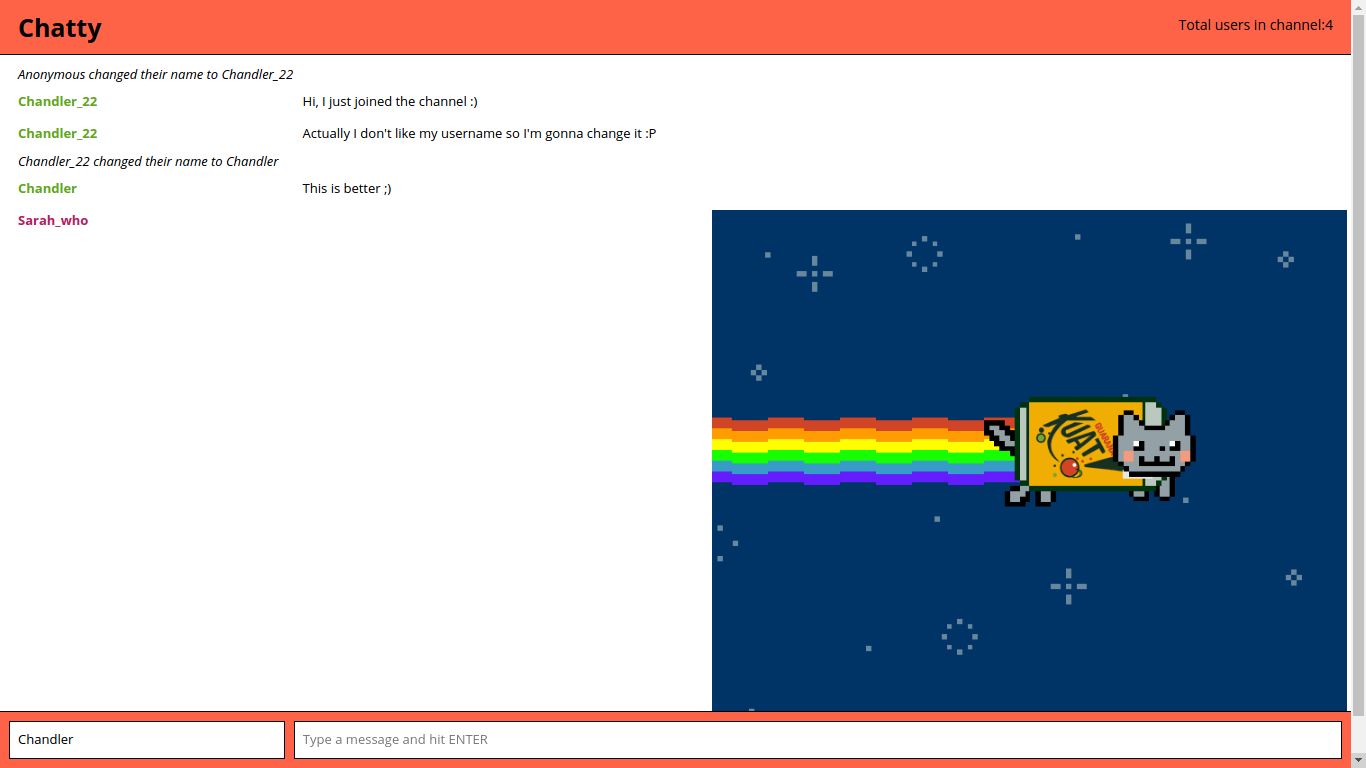 Chatty
Total users in channel:4
Anonymous changed their name to Chandler_22
Chandler_22 Hi, I just joined the channel :)
Chandler_22 Actually I don't like my username so I'm gonna change it :P
Chandler_22 changed their name to Chandler
Chandler This is better ;)
Sarah_who
KUAT
Chandler
Type a message and hit ENTER